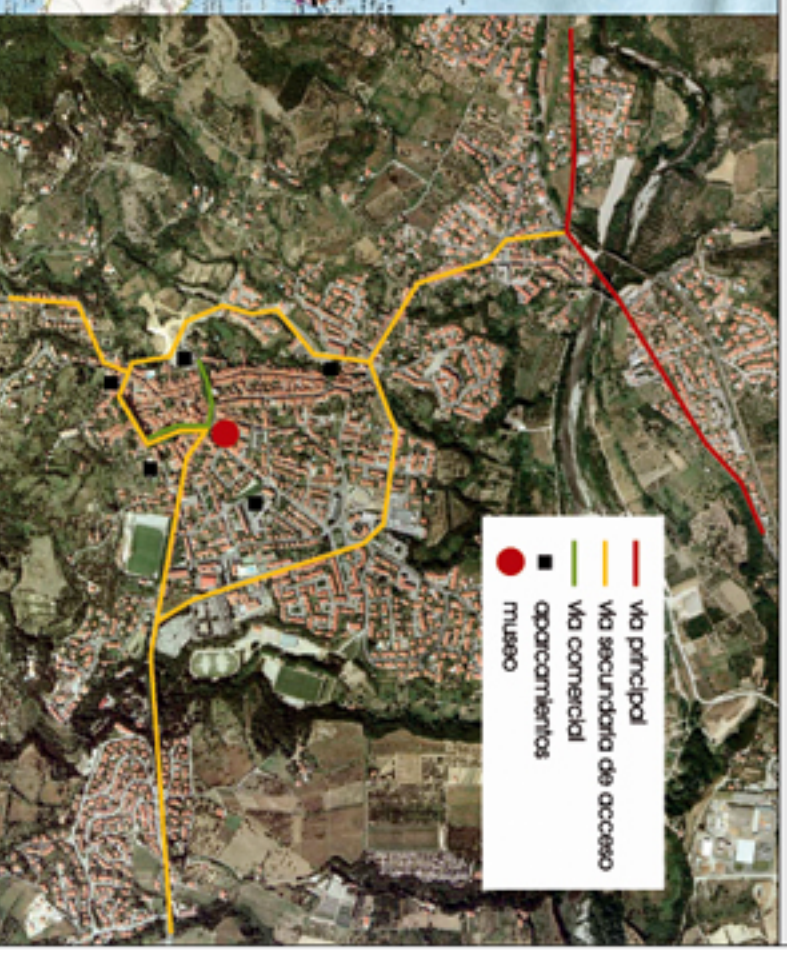 vía principal
vía secundaria de acceso
vía comercial
aparcamientos
museo